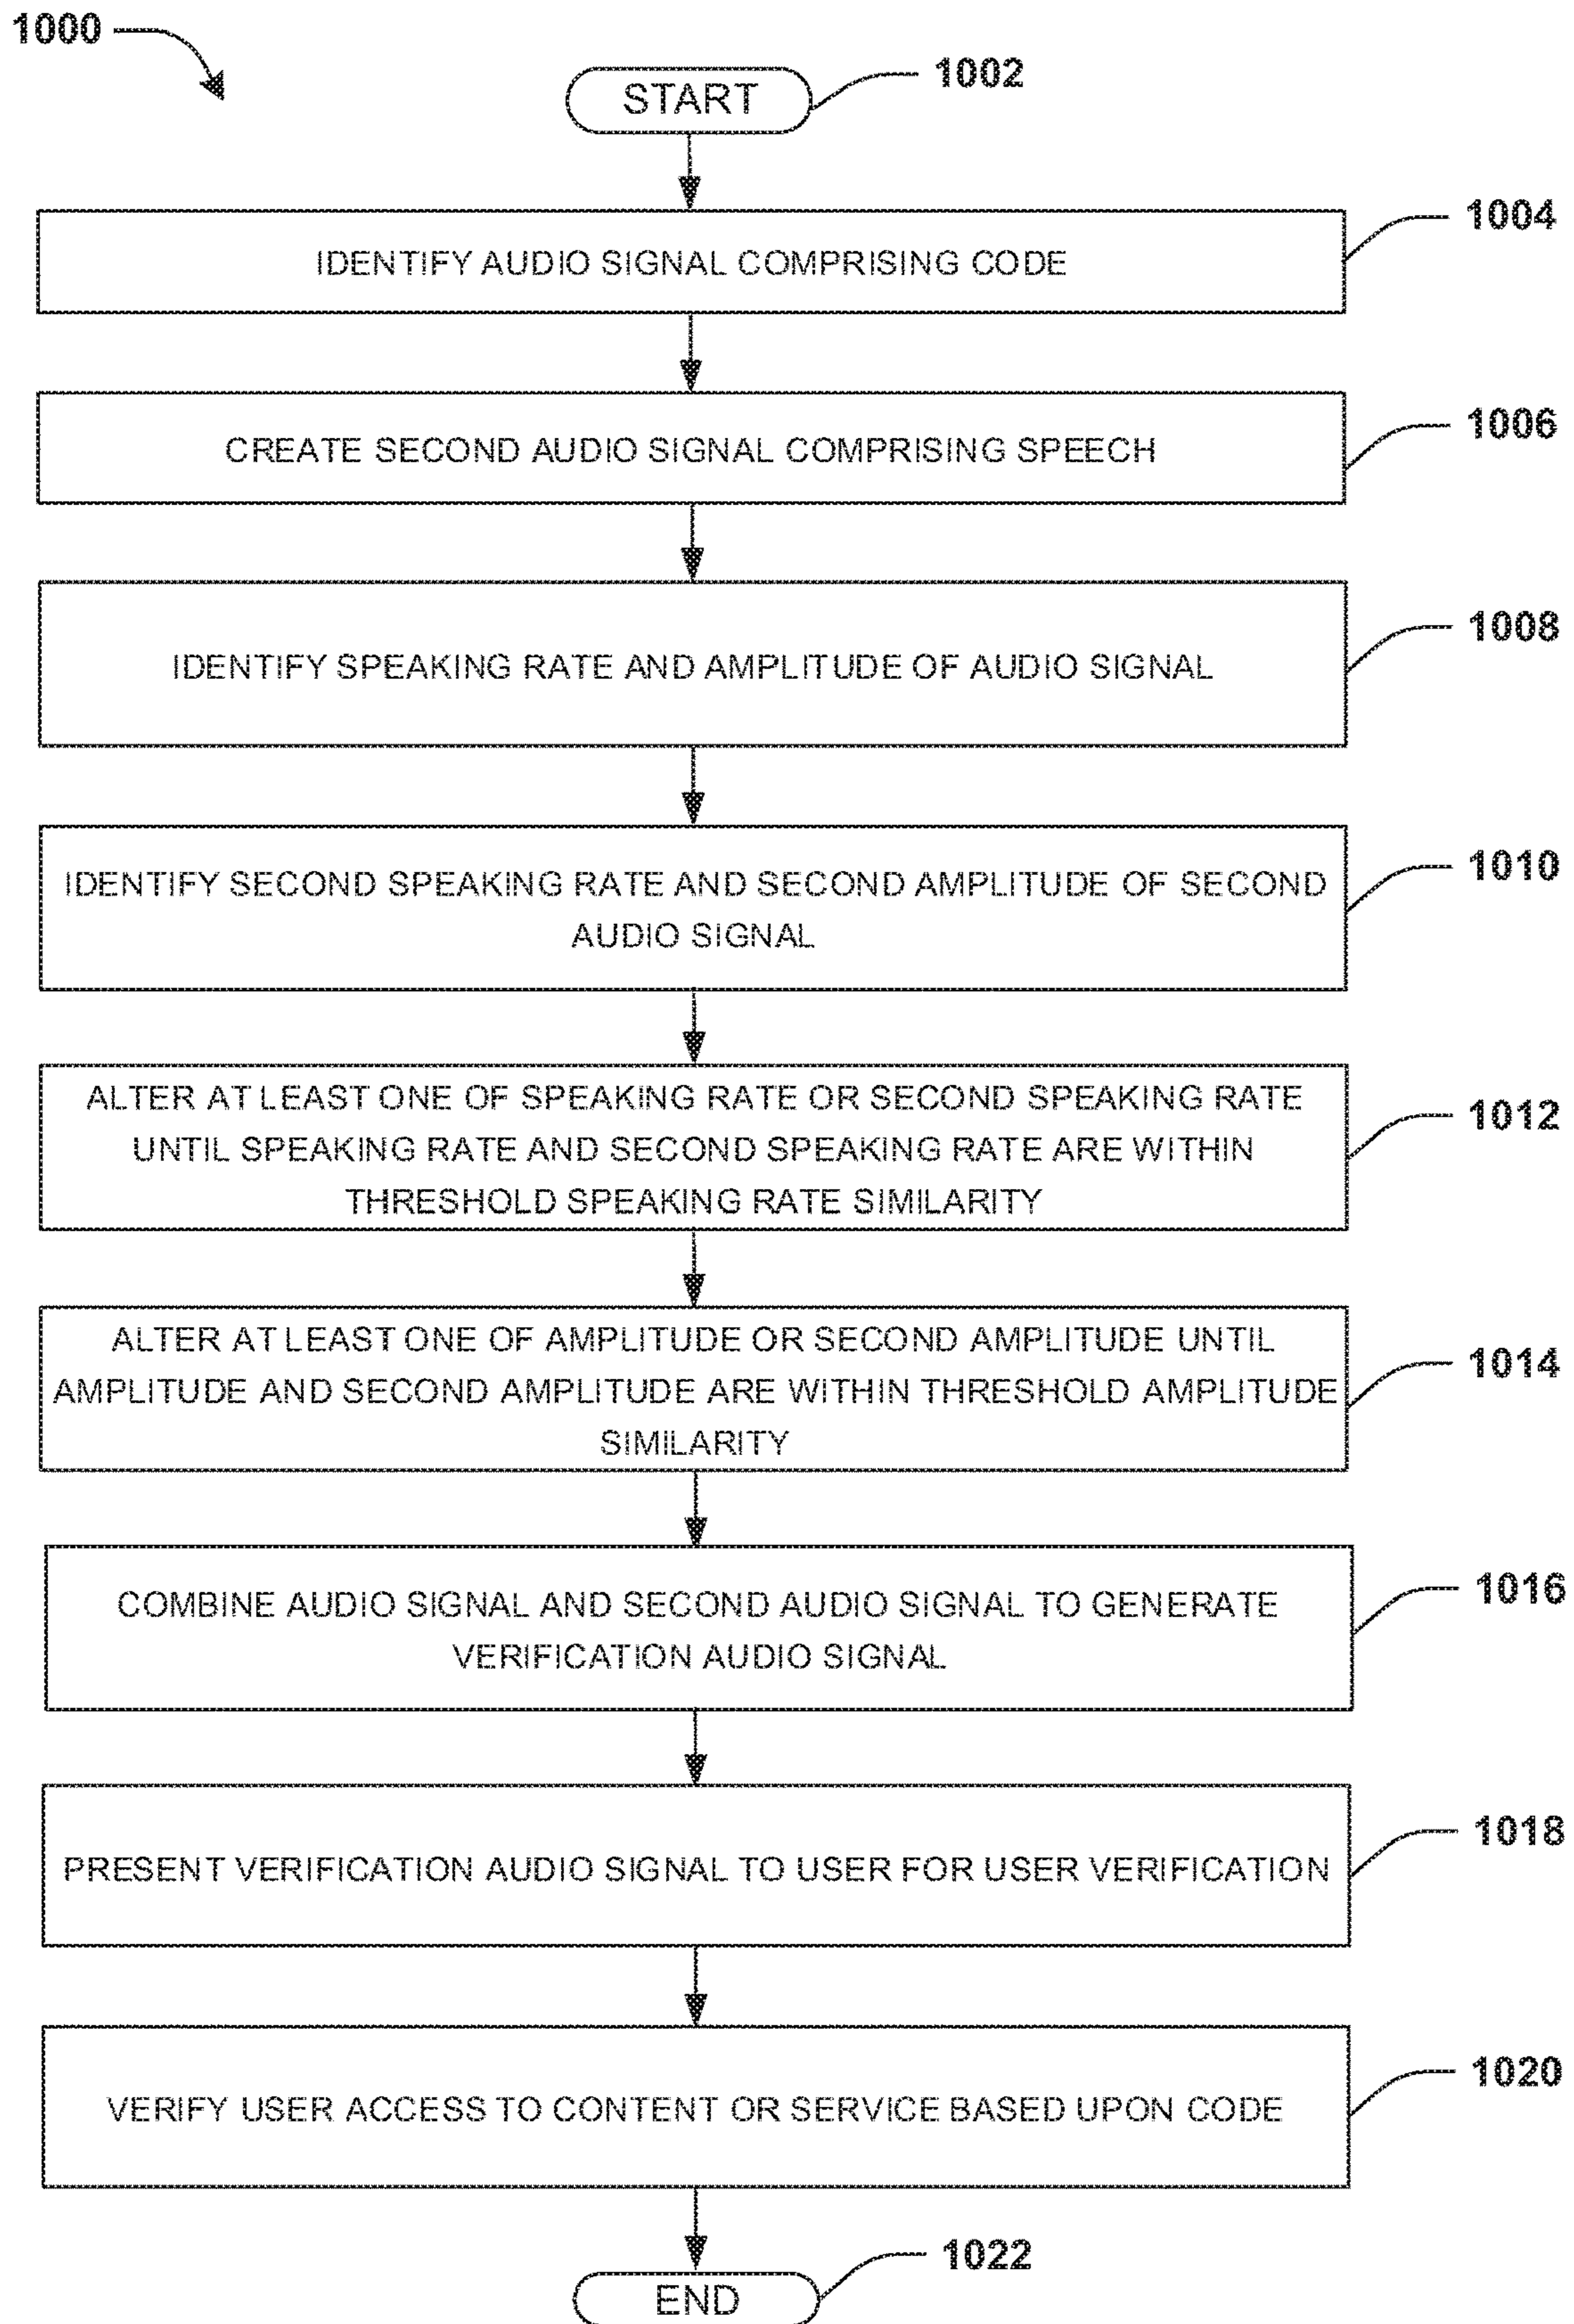 1000
START
1002
IDENTIFY AUDIO SIGNAL COMPRISING CODE
1004
CREATE SECOND AUDIO SIGNAL COMPRISING SPEECH
1006
IDENTIFY SPEAKING RATE AND AMPLITUDE OF AUDIO SIGNAL
1008
IDENTIFY SECOND SPEAKING RATE AND SECOND AMPLITUDE OF SECOND
AUDIO SIGNAL
1010
ALTER AT LEAST ONE OF SPEAKING RATE OR SECOND SPEAKING RATE
UNTIL SPEAKING RATE AND SECOND SPEAKING RATE ARE WITHIN
THRESHOLD SPEAKING RATE SIMILARITY
1012
ALTER AT LEAST ONE OF AMPLITUDE OR SECOND AMPLITUDE UNTIL
AMPLITUDE AND SECOND AMPLITUDE ARE WITHIN THRESHOLD AMPLITUDE
SIMILARITY
1014
COMBINE AUDIO SIGNAL AND SECOND AUDIO SIGNAL TO GENERATE
VERIFICATION AUDIO SIGNAL
1016
PRESENT VERIFICATION AUDIO SIGNAL TO USER FOR USER VERIFICATION
1018
VERIFY USER ACCESS TO CONTENT OR SERVICE BASED UPON CODE
1020
END
1022